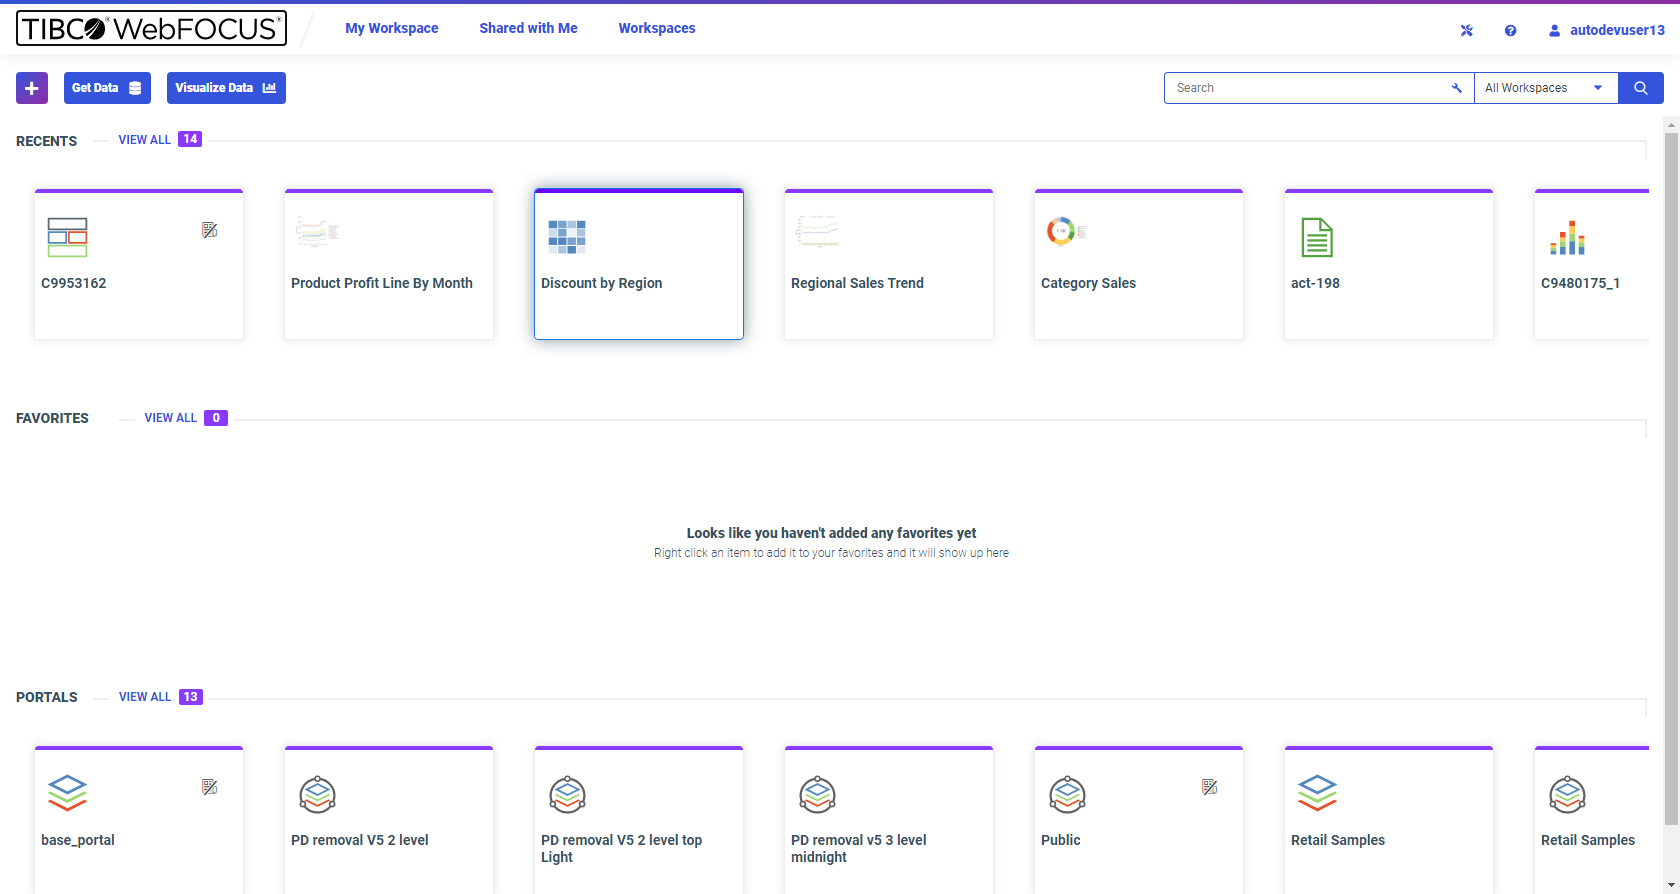 TIBCO® WebFOCUS®
My Workspace
Shared with Me
Workspaces
autodevuser13
Get Data
Visualize Data
Search
All Workspaces
RECENTS
VIEW ALL 14
C9953162
Product Profit Line By Month
Discount by Region
Regional Sales Trend
Category Sales
act-198
C9480175_1
FAVORITES
VIEW ALL 0
Looks like you haven't added any favorites yet
Right click an item to add it to your favorites and it will show up here
PORTALS
VIEW ALL 13
base_portal
PD removal V5 2 level
PD removal V5 2 level top
Light
PD removal v5 3 level
midnight
Public
Retail Samples
Retail Samples